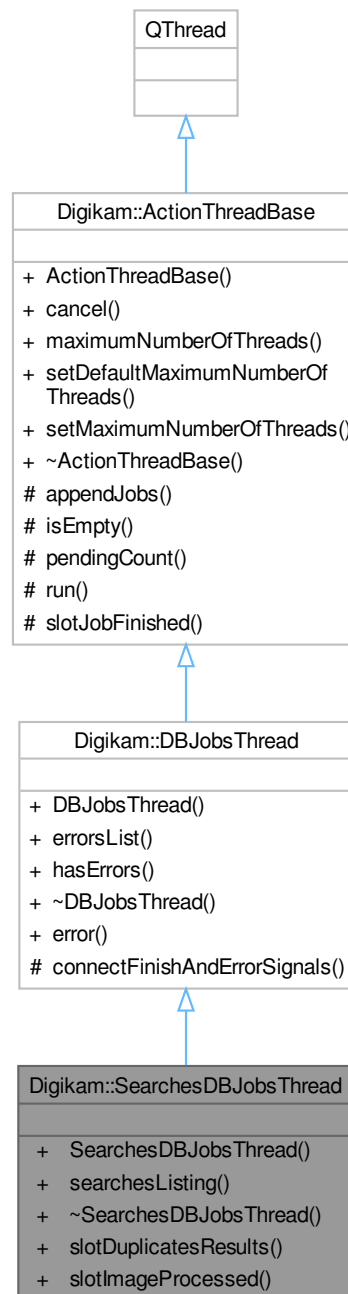 QThread
Digikam::ActionThreadBase
+ ActionThreadBase()
+ cancel()
+ maximumNumberOfThreads()
+ setDefaultMaximumNumberOf
Threads()
+ setMaximumNumberOfThreads()
+ ~ActionThreadBase()
# appendJobs()
# isEmpty()
# pendingCount()
# run()
# slotJobFinished()
Digikam::DBJobsThread
+ DBJobsThread()
+ errorsList()
+ hasErrors()
+ ~DBJobsThread()
+ error()
# connectFinishAndErrorSignals()
Digikam::SearchesDBJobsThread
+ SearchesDBJobsThread()
+ searchesListing()
+ ~SearchesDBJobsThread()
+ slotDuplicatesResults()
+ slotImageProcessed()